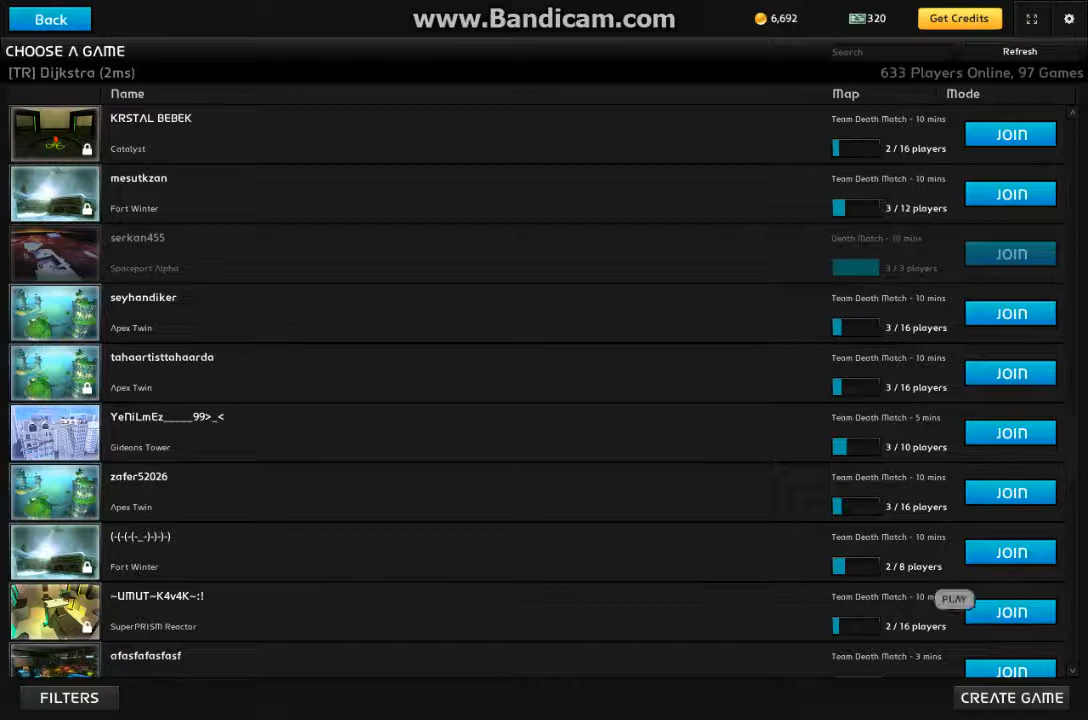 Back
www.Bandicam.com
6,692
320
Get Credits
CHOOSE A GAME
Search
Refresh
[TR] Dijkstra (2ms)
633 Players Online, 97 Games
Name
Map
Mode
KRSTAL BEBEK
Team Death Match - 10 mins
JOIN
Catalyst
2 / 16 players
mesutkzan
Team Death Match - 10 mins
JOIN
Fort Winter
3 / 12 players
serkan455
Death Match - 10 mins
JOIN
Spaceport Alpha
3 / 3 players
seyhandiker
Team Death Match - 10 mins
JOIN
Apex Twin
3 / 16 players
tahaartisttahaarda
Team Death Match - 10 mins
JOIN
Apex Twin
3 / 16 players
YeNiLmEz_____99>_<
Team Death Match - 5 mins
JOIN
Gideons Tower
3 / 10 players
zafer52026
Team Death Match - 10 mins
JOIN
Apex Twin
3 / 16 players
(-(-(-(-_-)-)-)-)
Team Death Match - 10 mins
JOIN
Fort Winter
2 / 8 players
~UMUT~K4v4K~:!
Team Death Match - 10 m
PLAY
JOIN
SuperPRISM Reactor
2 / 16 players
afasfafasfasf
Team Death Match - 3 mins
JOIN
FILTERS
CREATE GAME